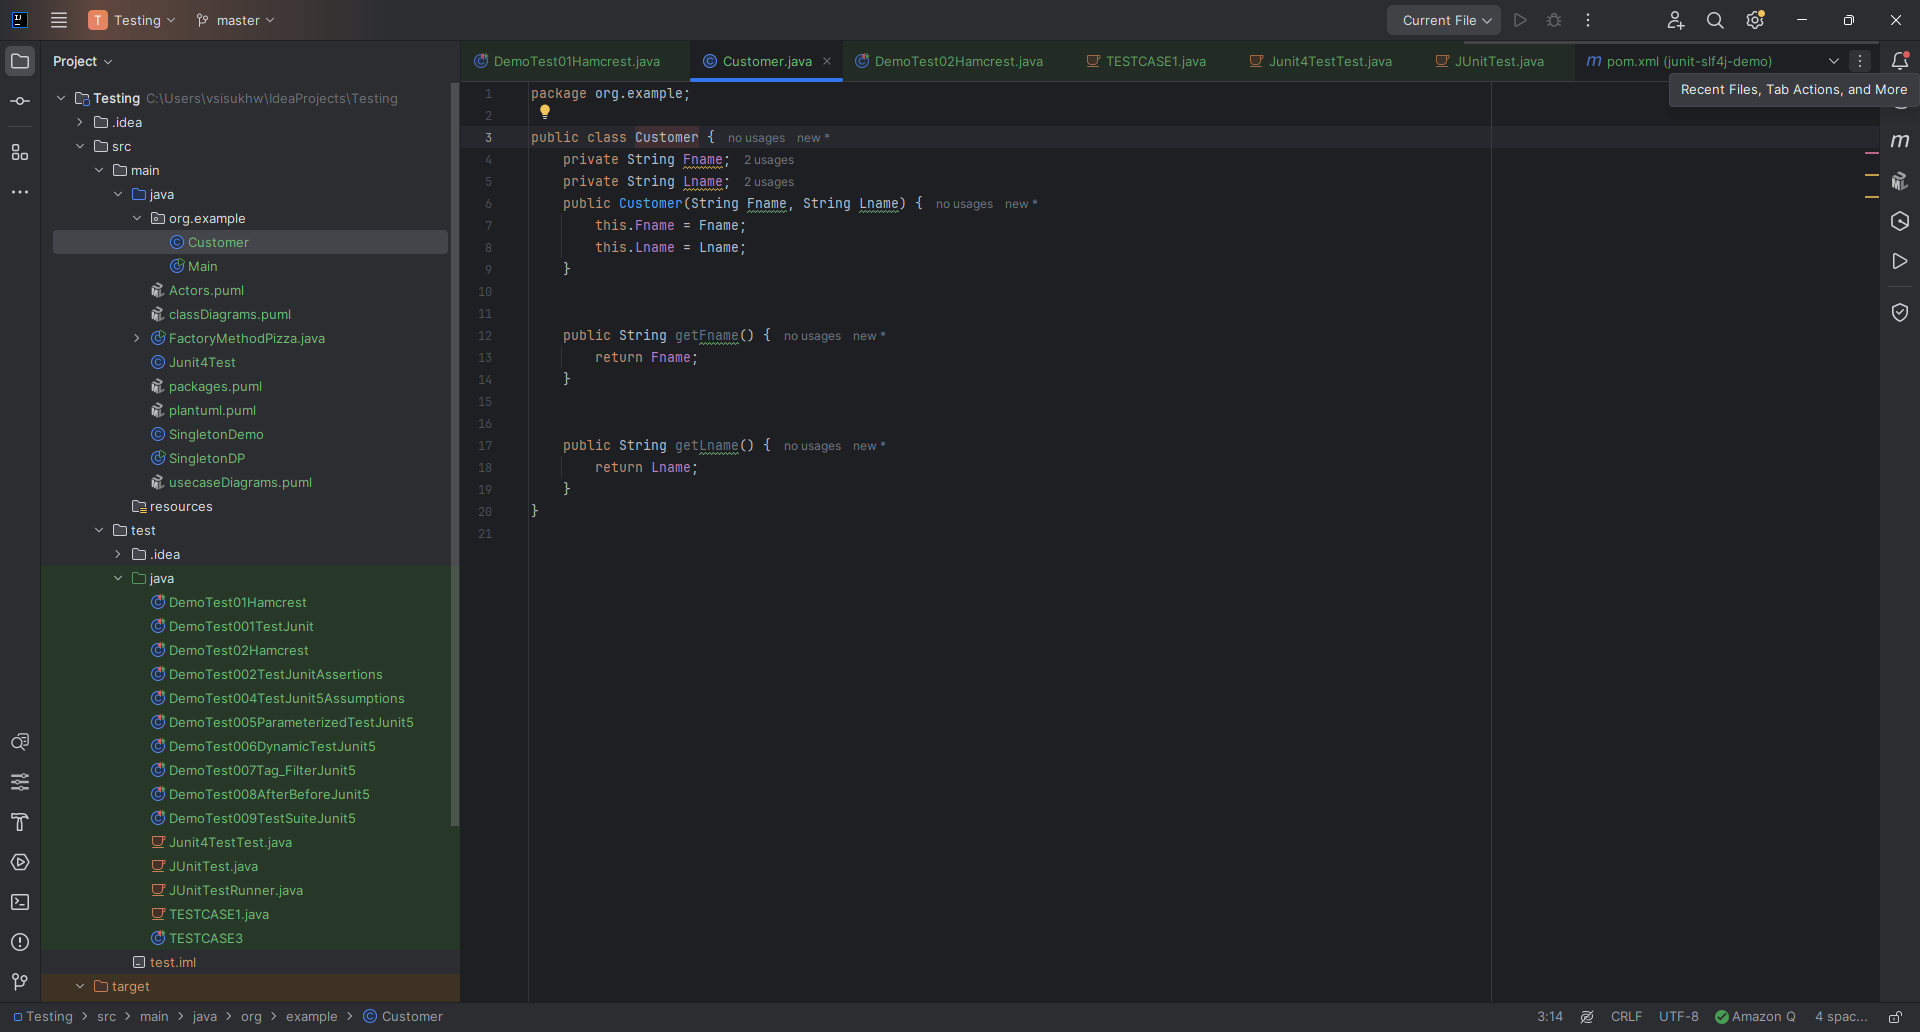 T Testing master
Current File
Project
Testing C:\Users\vsisukhw\IdeaProjects\Testing
.idea
src
main
java
org.example
Customer
Main
Actors.puml
classDiagrams.puml
FactoryMethodPizza.java
Junit4Test
packages.puml
plantuml.puml
SingletonDemo
SingletonDP
usecaseDiagrams.puml
resources
test
.idea
java
DemoTest01Hamcrest
DemoTest001TestJunit
DemoTest02Hamcrest
DemoTest002TestJunitAssertions
DemoTest004TestJunit5Assumptions
DemoTest005ParameterizedTestJunit5
DemoTest006DynamicTestJunit5
DemoTest007Tag_FilterJunit5
DemoTest008AfterBeforeJunit5
DemoTest009TestSuiteJunit5
Junit4TestTest.java
JUnitTest.java
JUnitTestRunner.java
TESTCASE1.java
TESTCASE3
test.iml
target
DemoTest01Hamcrest.java Customer.java DemoTest02Hamcrest.java TESTCASE1.java Junit4TestTest.java JUnitTest.java pom.xml (junit-slf4j-demo)
Recent Files, Tab Actions, and More
1 package org.example;
2
3 public class Customer { no usages new *
4 private String Fname; 2 usages
5 private String Lname; 2 usages
6 public Customer(String Fname, String Lname) { no usages new *
7 this.Fname = Fname;
8 this.Lname = Lname;
9 }
10
11
12 public String getFname() { no usages new *
13 return Fname;
14 }
15
16
17 public String getLname() { no usages new *
18 return Lname;
19 }
20 }
21
Testing > src > main > java > org > example > Customer
3:14 CRLF UTF-8 Amazon Q 4 spac...